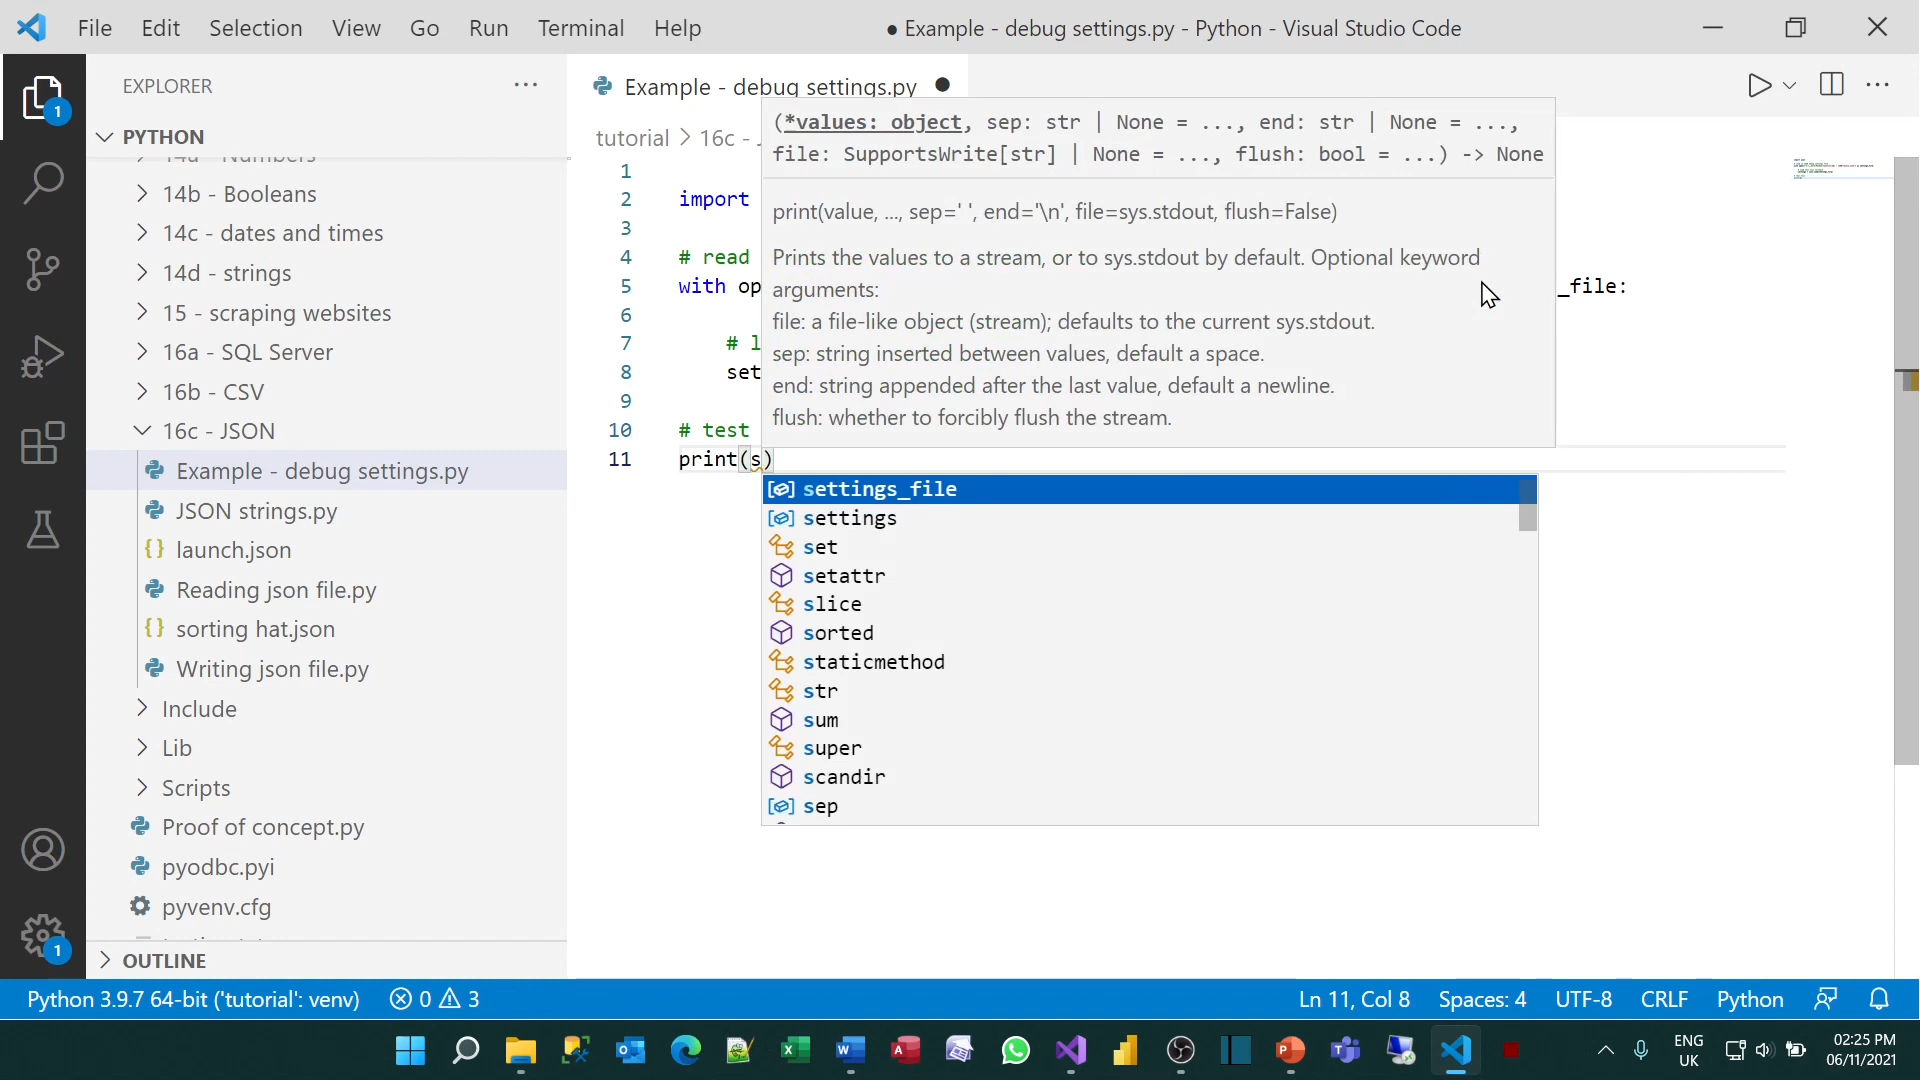 File Edit Selection View Go Run Terminal Help
● Example - debug settings.py - Python - Visual Studio Code
EXPLORER
PYTHON
14b - Booleans
14c - dates and times
14d - strings
15 - scraping websites
16a - SQL Server
16b - CSV
16c - JSON
Example - debug settings.py
JSON strings.py
launch.json
Reading json file.py
sorting hat.json
Writing json file.py
Include
Lib
Scripts
Proof of concept.py
pyodbc.pyi
pyvenv.cfg
OUTLINE
1
1
Example - debug settings.py
tutorial > 16c -
1
2 import
3
4 # read
5 with op _file:
6
7 # l
8 set
9
10 # test
11 print(s)
(*values: object, sep: str | None = ..., end: str | None = ...,
file: SupportsWrite[str] | None = ..., flush: bool = ...) -> None
print(value, ..., sep=' ', end='\n', file=sys.stdout, flush=False)
Prints the values to a stream, or to sys.stdout by default. Optional keyword
arguments:
file: a file-like object (stream); defaults to the current sys.stdout.
sep: string inserted between values, default a space.
end: string appended after the last value, default a newline.
flush: whether to forcibly flush the stream.
settings_file
settings
set
setattr
slice
sorted
staticmethod
str
sum
super
scandir
sep
Python 3.9.7 64-bit ('tutorial': venv) 0 3
Ln 11, Col 8 Spaces: 4 UTF-8 CRLF Python
ENG
UK
02:25 PM
06/11/2021